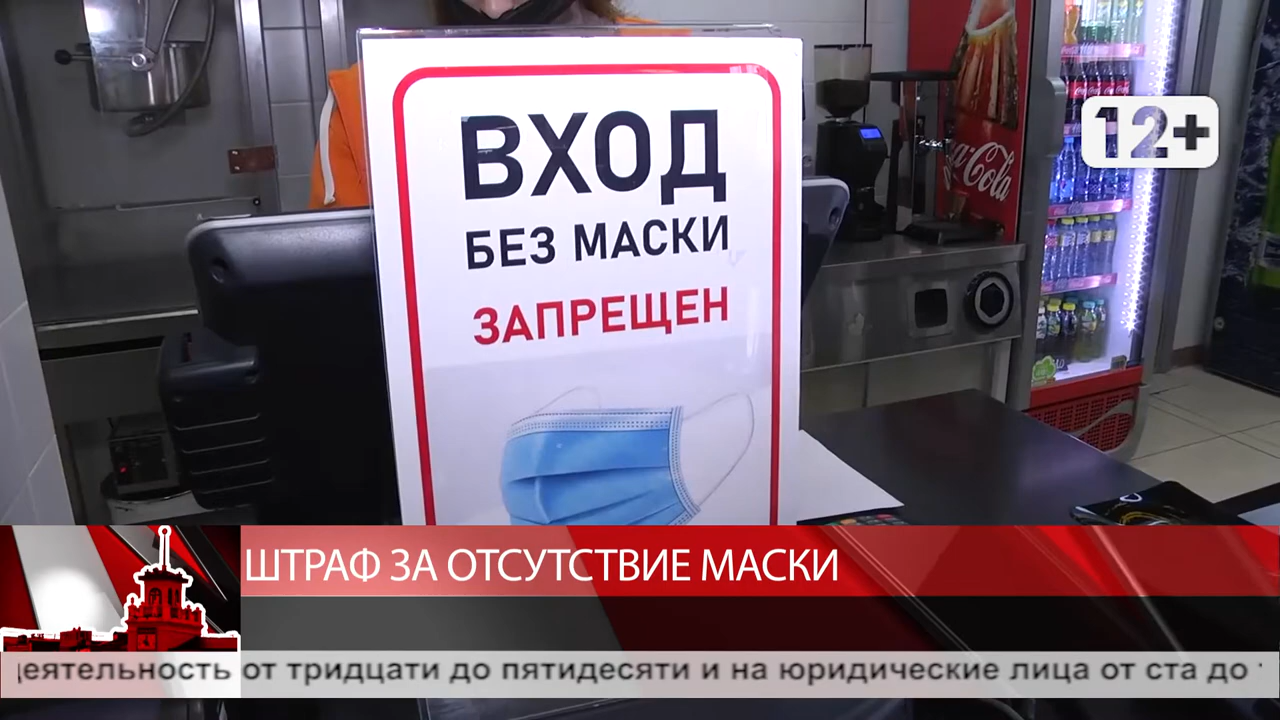 ВХОД
БЕЗ МАСКИ
ЗАПРЕЩЕН
12+
Coca-Cola
ШТРАФ ЗА ОТСУТСТВИЕ МАСКИ
деятельность от тридцати до пятидесяти и на юридические лица от ста до